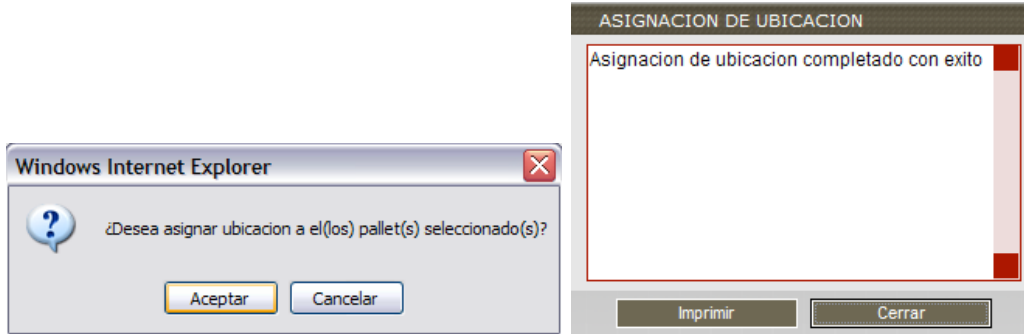 Windows Internet Explorer
¿Desea asignar ubicacion a el(los) pallet(s) seleccionado(s)?
Aceptar Cancelar
ASIGNACION DE UBICACION
Asignacion de ubicacion completado con exito
Imprimir Cerrar